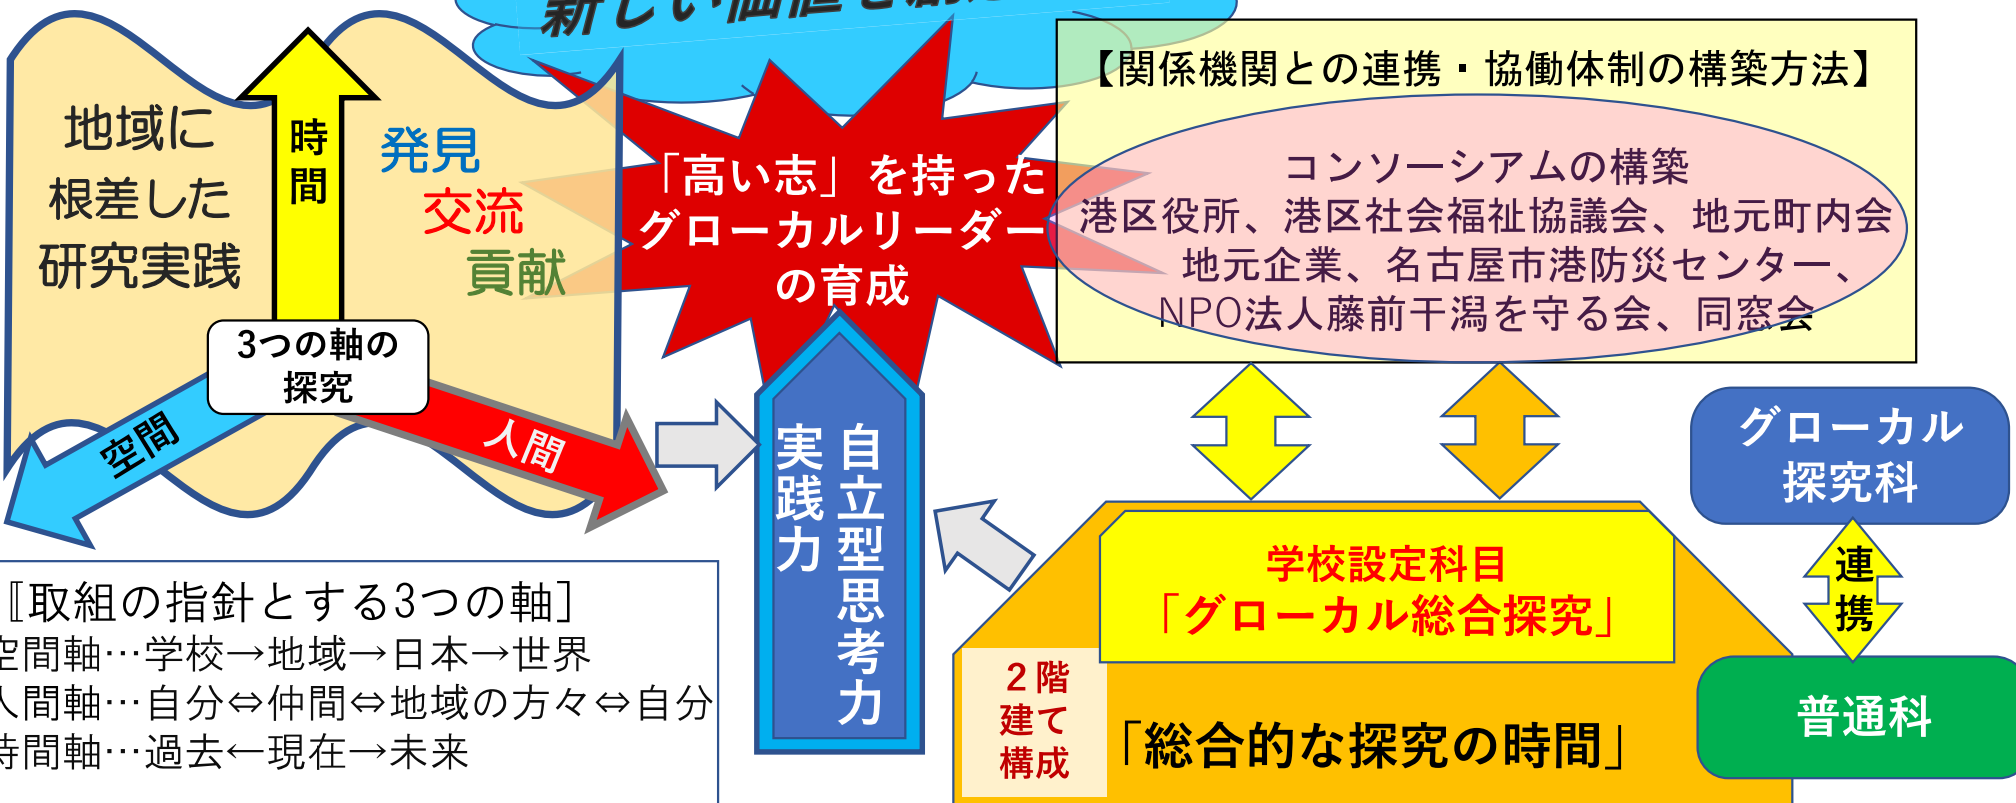 新しい価値を創
地域に
根差した
研究実践
時間
発見
交流
貢献
3つの軸の
探究
空間
人間
「高い志」を持った
グローカルリーダー
の育成
【関係機関との連携・協働体制の構築方法】
コンソーシアムの構築
港区役所、港区社会福祉協議会、地元町内会
地元企業、名古屋市港防災センター、
NPO法人藤前干潟を守る会、同窓会
自立型思考力
実践力
グローカル
探究科
連携
普通科
学校設定科目
「グローカル総合探究」
２階
建て
構成
「総合的な探究の時間」
［取組の指針とする3つの軸］
空間軸…学校→地域→日本→世界
人間軸…自分⇔仲間⇔地域の方々⇔自分
時間軸…過去←現在→未来